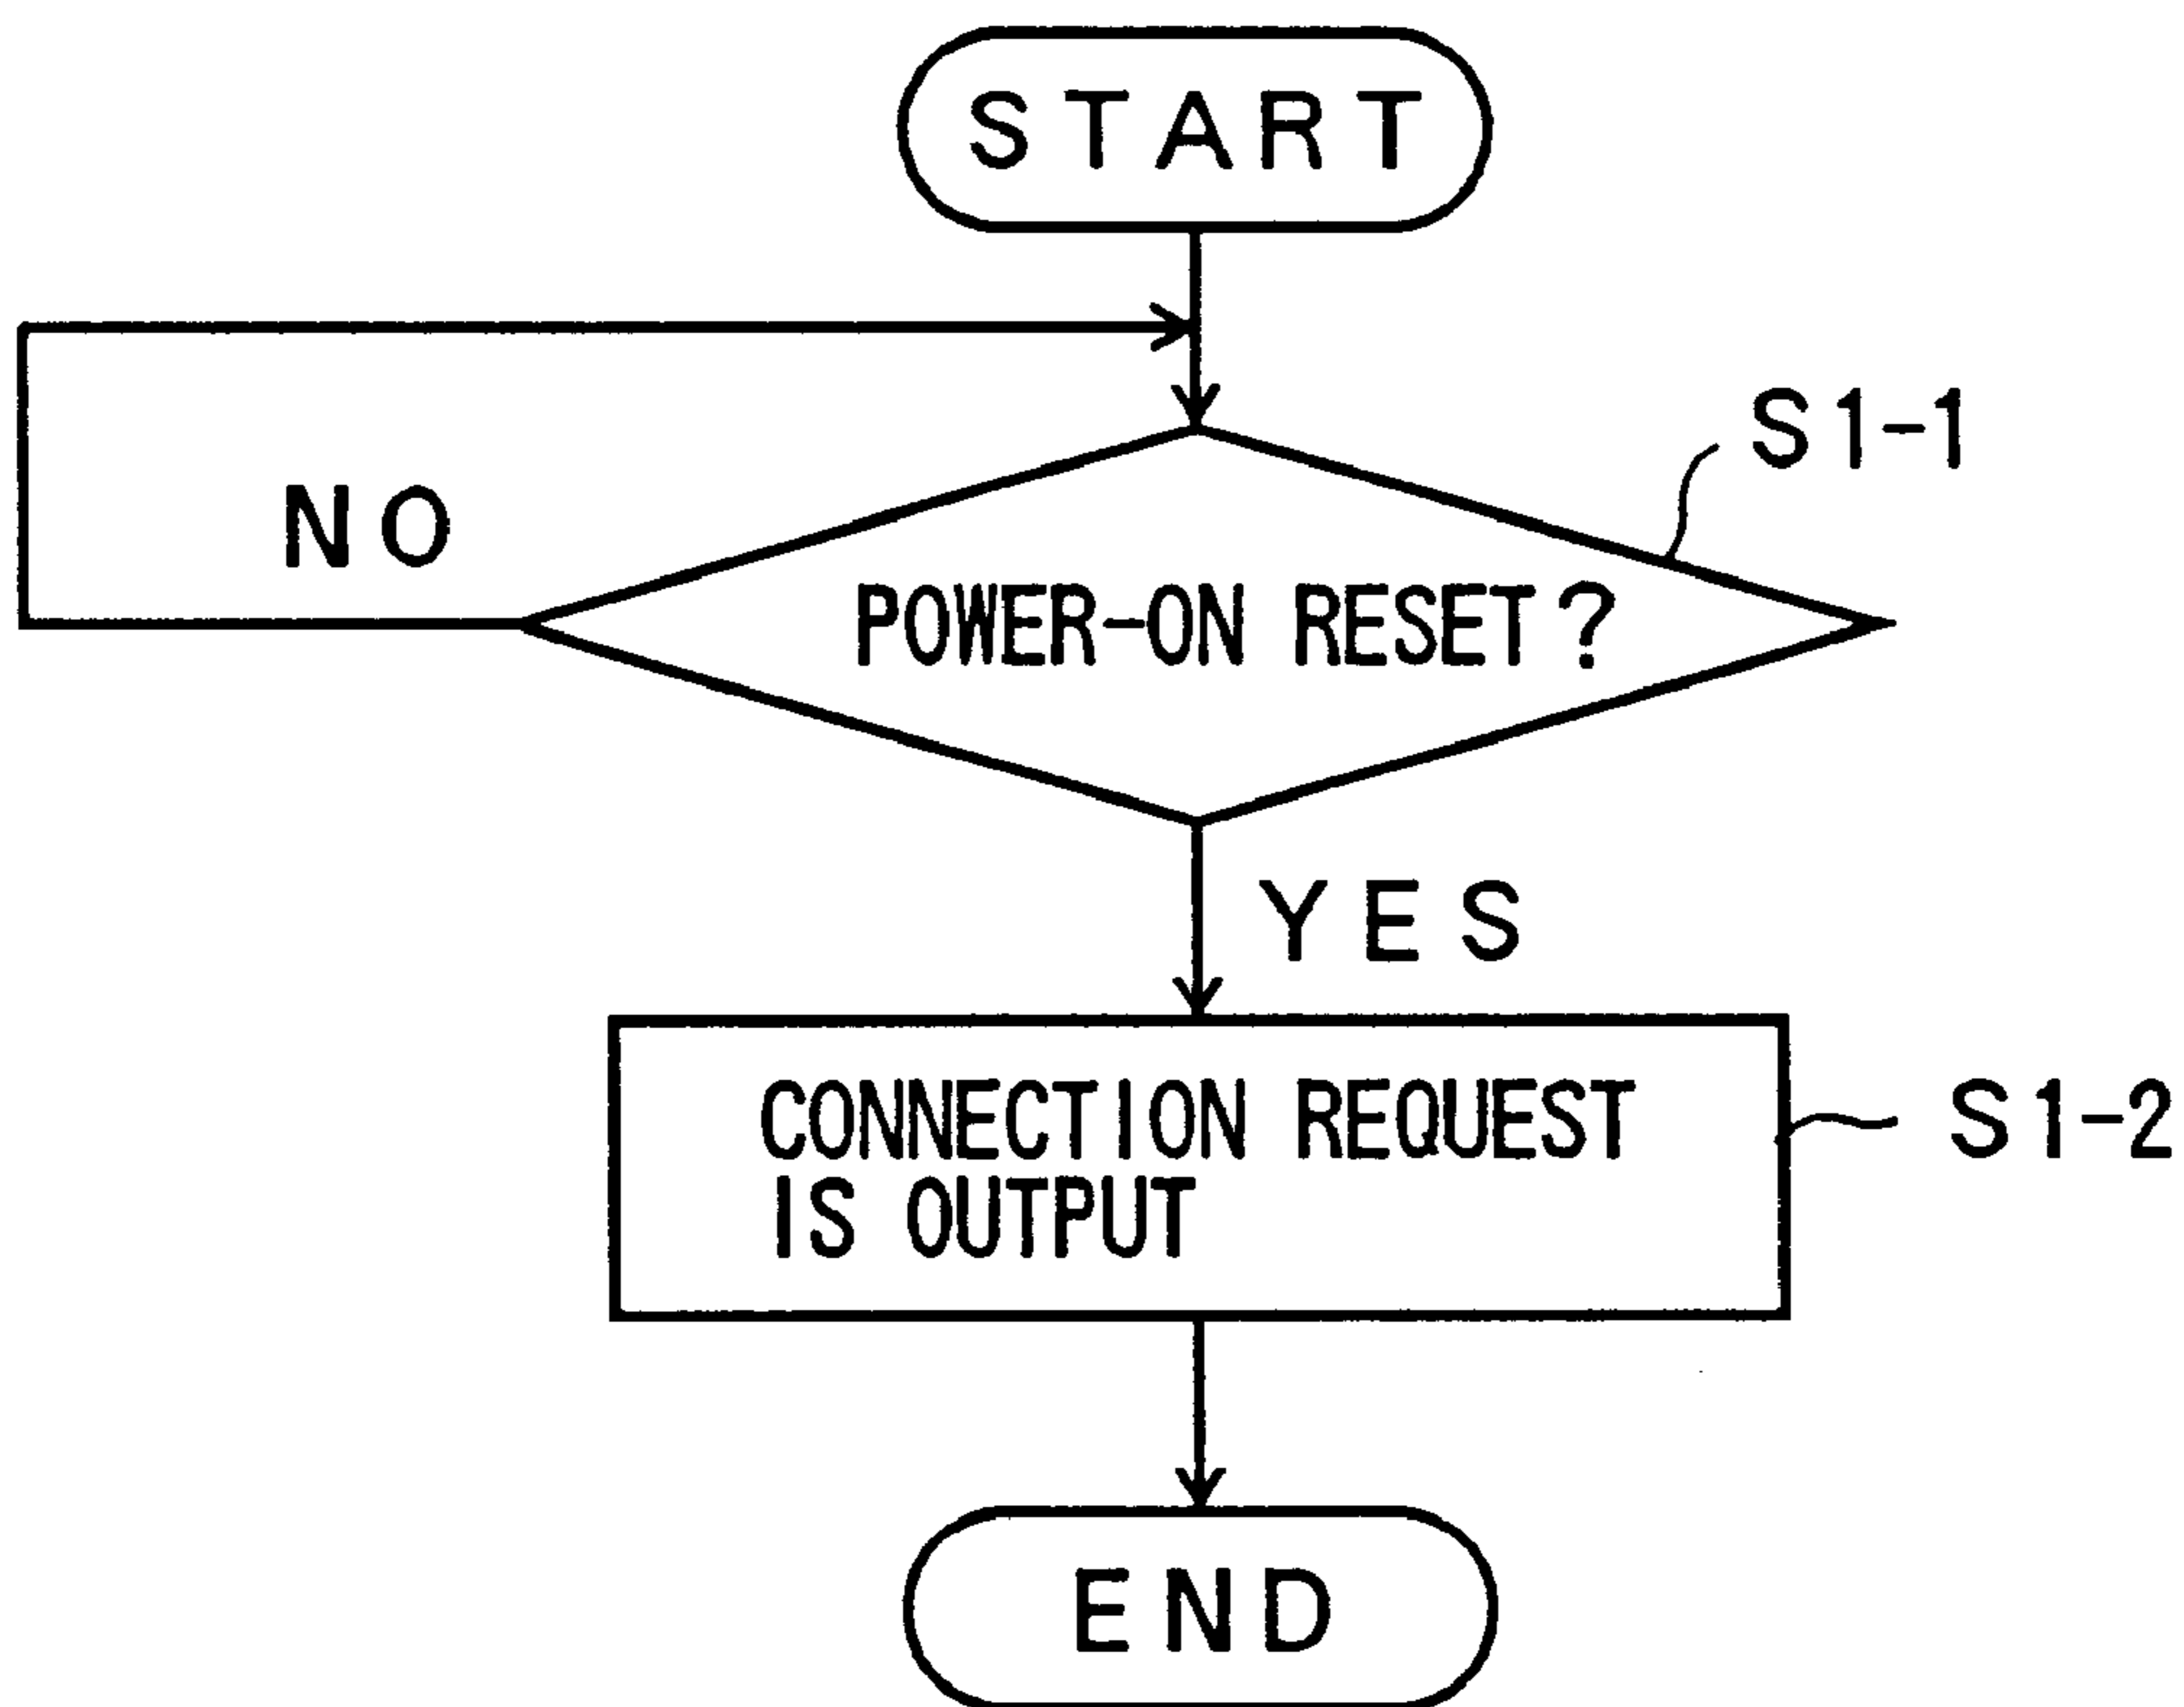 START
S1-1
NO
POWER-ON RESET?
YES
CONNECTION REQUEST
IS OUTPUT
S1-2
END